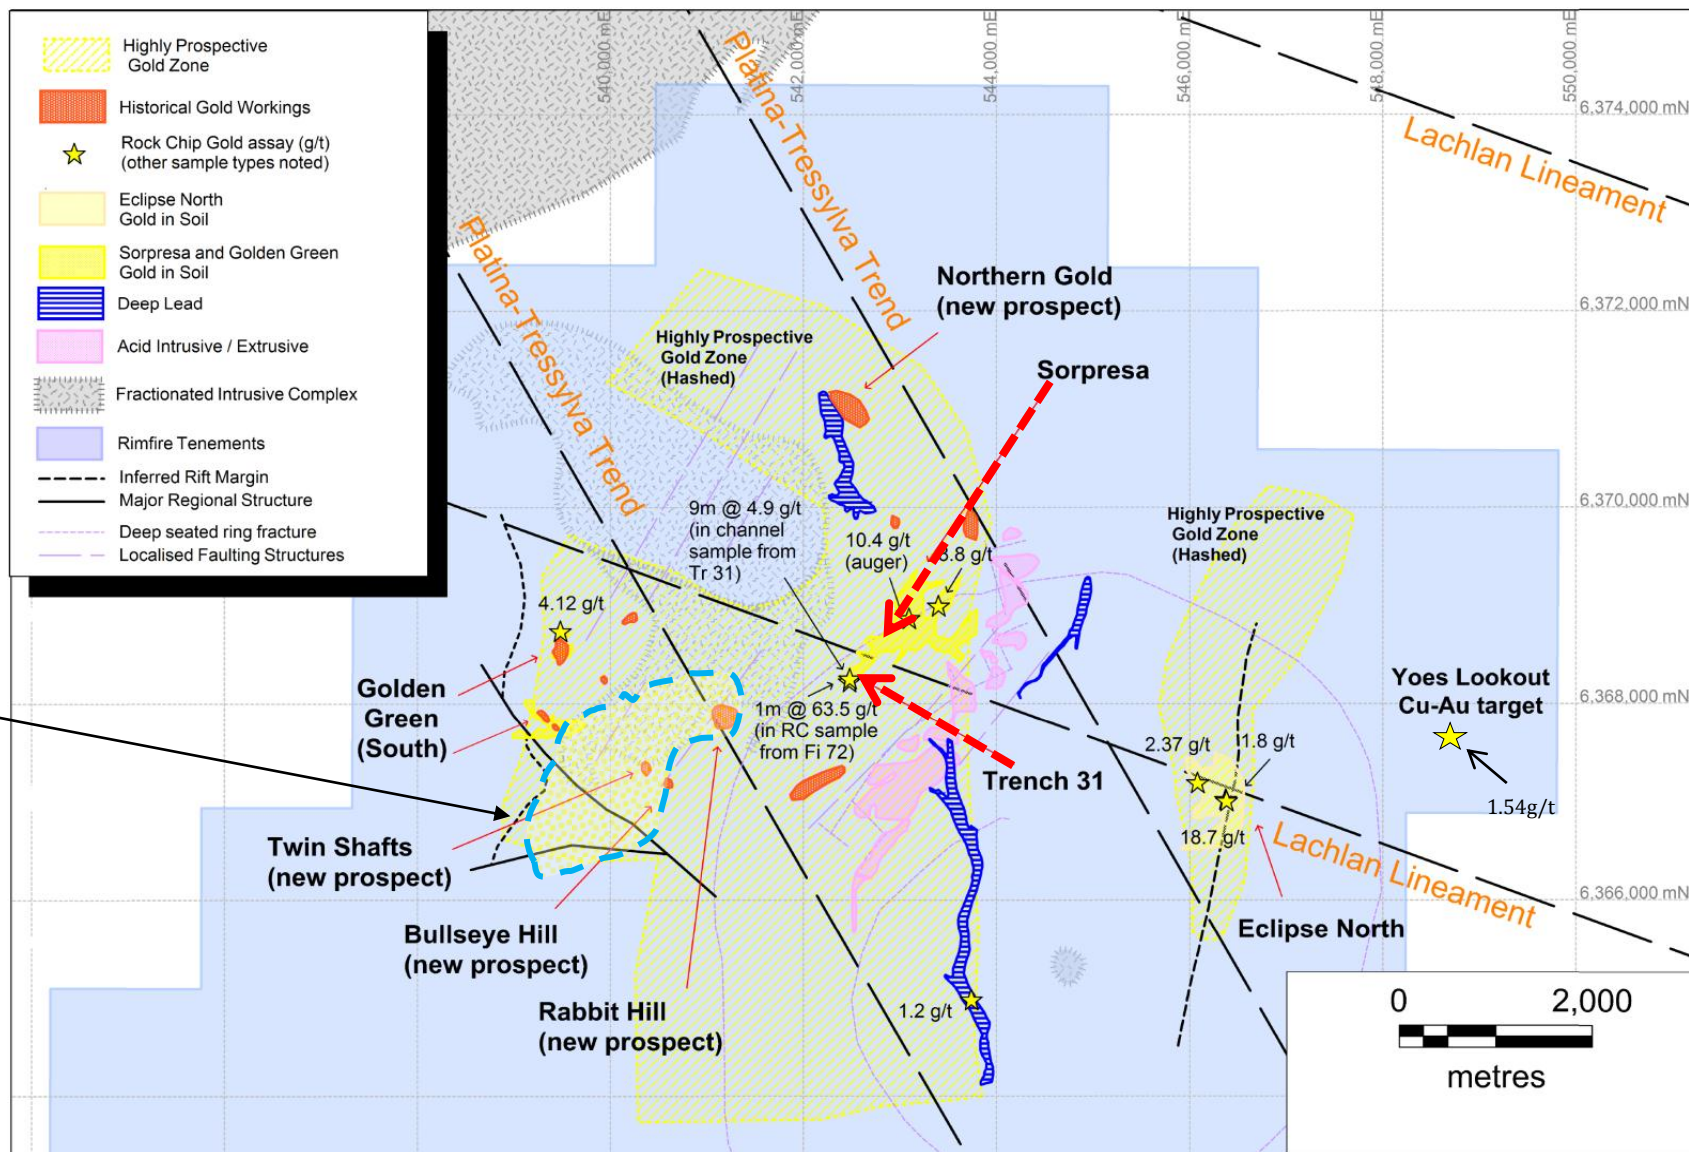 Highly Prospective
Gold Zone
Historical Gold Workings
Rock Chip Gold assay (g/t)
(other sample types noted)
Eclipse North
Gold in Soil
Sorpresa and Golden Green
Gold in Soil
Deep Lead
Acid Intrusive / Extrusive
Fractionated Intrusive Complex
Rimfire Tenements
Inferred Rift Margin
Major Regional Structure
Deep seated ring fracture
Localised Faulting Structures
540,000 mE
542,000 mE
544,000 mE
546,000 mE
548,000 mE
550,000 mE
6,374,000 mN
6,372,000 mN
6,370,000 mN
6,368,000 mN
6,366,000 mN
Platina-Tressylva Trend
Platina-Tressylva Trend
Lachlan Lineament
Northern Gold
(new prospect)
Highly Prospective
Gold Zone
(Hashed)
Sorpresa
9m @ 4.9 g/t
(in channel
sample from
Tr 31)
10.4 g/t
(auger)
8.8 g/t
Highly Prospective
Gold Zone
(Hashed)
4.12 g/t
Golden
Green
(South)
1m @ 63.5 g/t
(in RC sample
from Fi 72)
Trench 31
Yoes Lookout
Cu-Au target
1.54g/t
2.37 g/t
1.8 g/t
18.7 g/t
Lachlan Lineament
Eclipse North
Twin Shafts
(new prospect)
Bullseye Hill
(new prospect)
Rabbit Hill
(new prospect)
1.2 g/t
0 2,000
metres